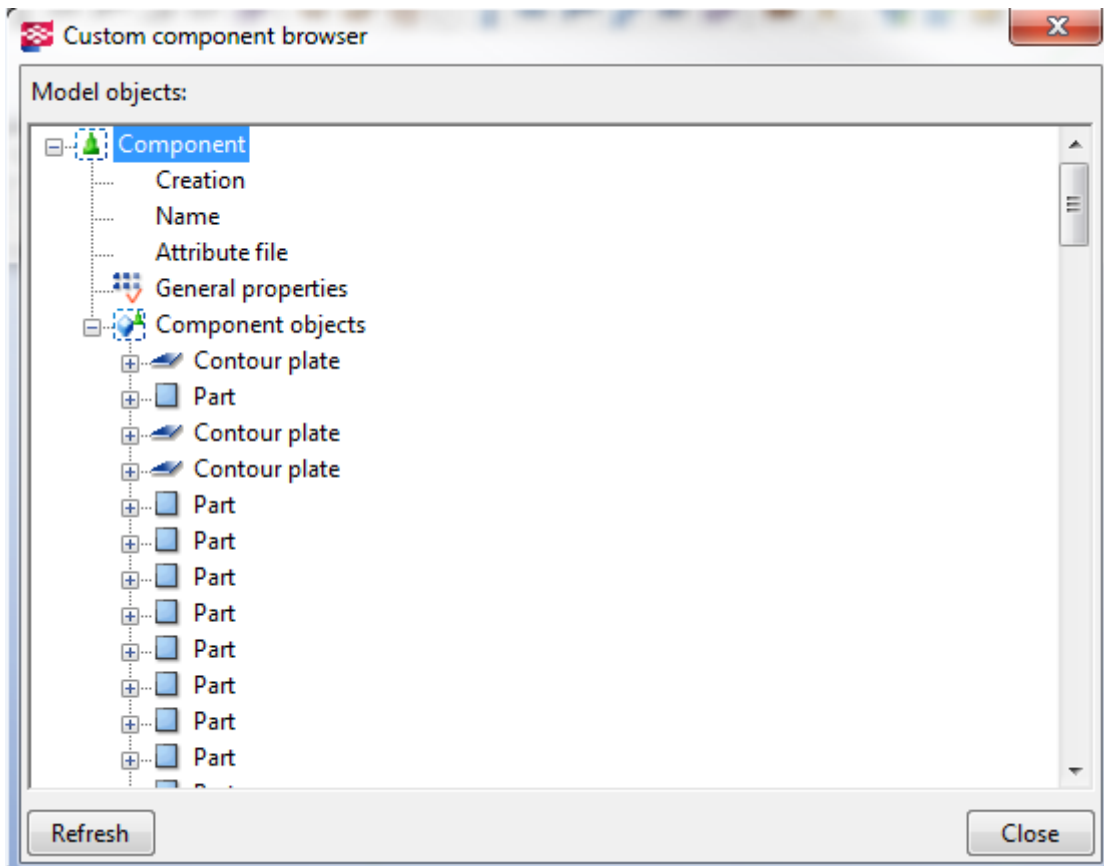 Custom component browser
Model objects:
Component
Creation
Name
Attribute file
General properties
Component objects
Contour plate
Part
Contour plate
Contour plate
Part
Part
Part
Part
Part
Part
Part
Part
Refresh
Close